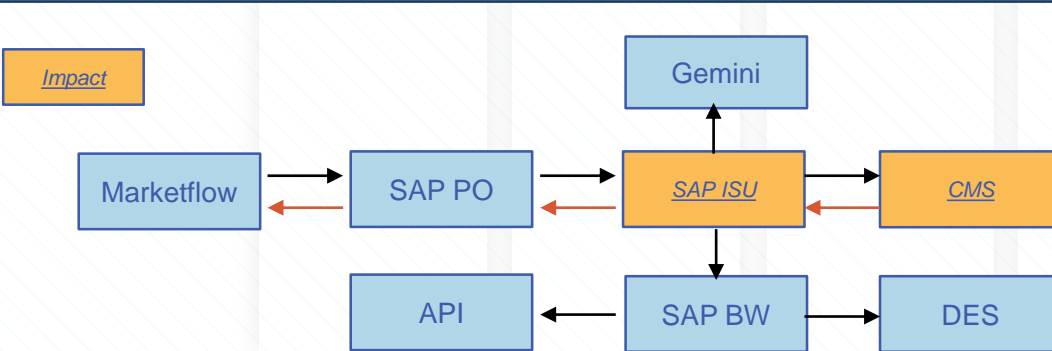 Gemini
Impact
Marketflow
SAP PO
SAP ISU
CMS
API
SAP BW
DES